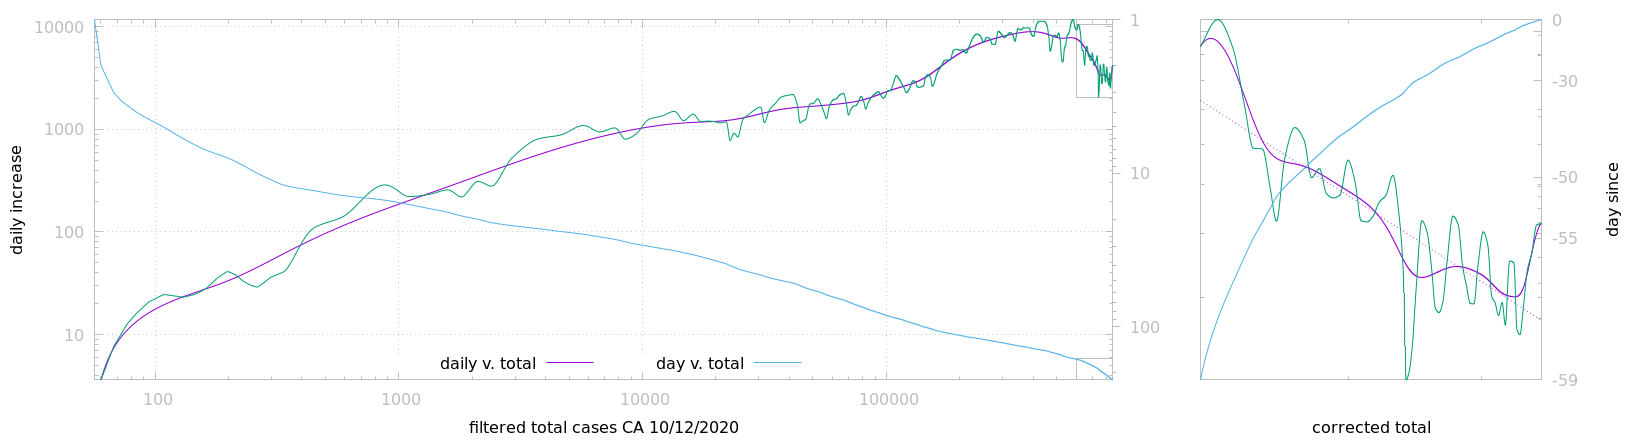 10000
1000
100
10
daily increase
100
1000
10000
100000
filtered total cases CA 10/12/2020
daily v. total
day v. total
1
10
100
0
-30
-50
-55
-59
day since
corrected total